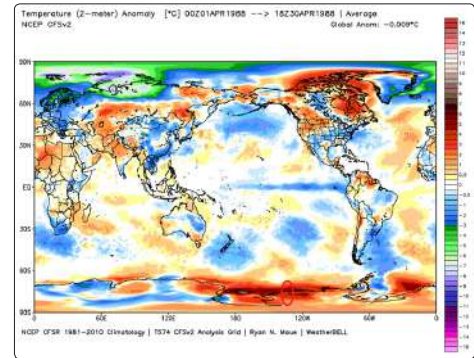 Temperature (2-meter) Anomaly [°C] 00Z01APR1988 --> 18Z30APR1988 | Average
NCEP CFSv2
Global Anom: -0.009°C
90N
60N
30N
EQ
30S
60S
90S
0
60E
120E
180
120W
60W
0
NCEP CFSR 1981-2010 Climatology | T574 CFSv2 Analysis Grid | Ryan N. Maue | WeatherBELL